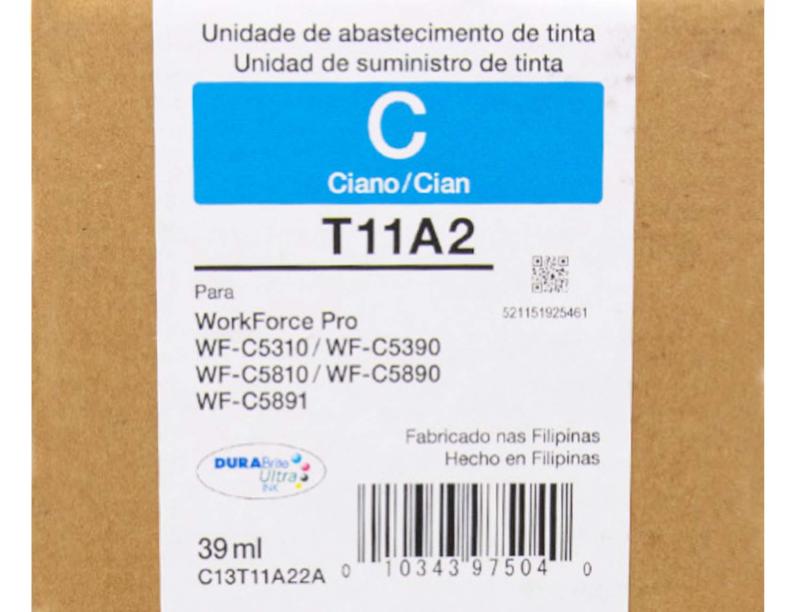 Unidade de abastecimento de tinta
Unidad de suministro de tinta
C
Ciano/Cian
T11A2
521151925461
Para
WorkForce Pro
WF-C5310 / WF-C5390
WF-C5810 / WF-C5890
WF-C5891
Fabricado nas Filipinas
Hecho en Filipinas
DURABrite
Ultra
INK
39 ml
C13T11A22A
0 10343 97504 0